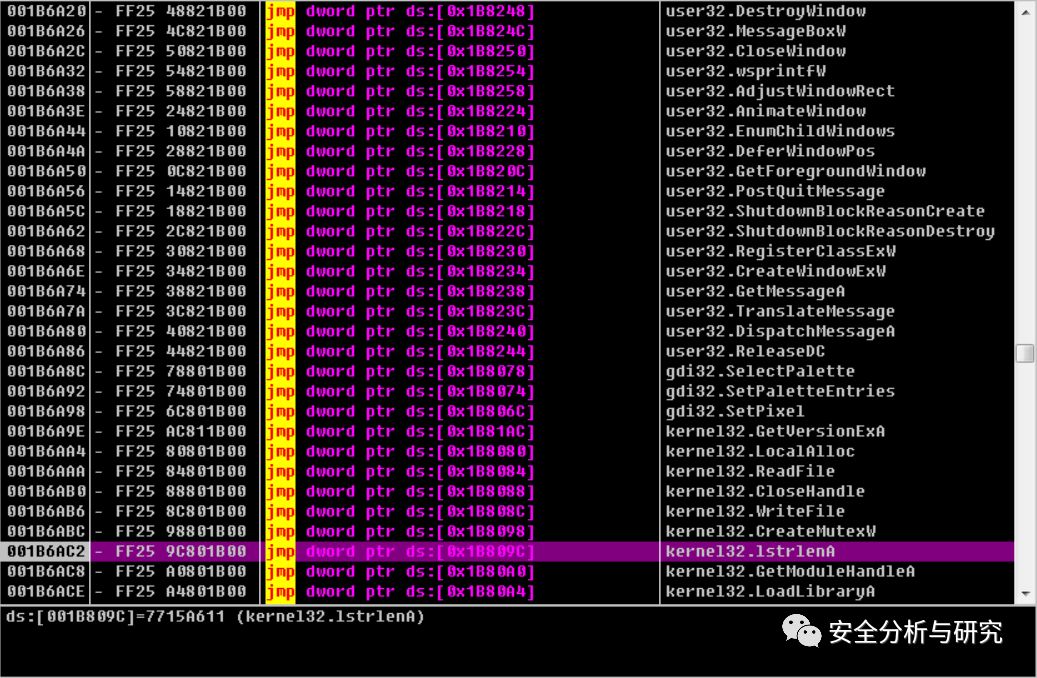 001B6A20 - FF25 48821B00 jmp dword ptr ds:[0x1B8248] user32.DestroyWindow
001B6A26 - FF25 4C821B00 jmp dword ptr ds:[0x1B824C] user32.MessageBoxW
001B6A2C - FF25 50821B00 jmp dword ptr ds:[0x1B8250] user32.CloseWindow
001B6A32 - FF25 54821B00 jmp dword ptr ds:[0x1B8254] user32.wsprintfW
001B6A38 - FF25 58821B00 jmp dword ptr ds:[0x1B8258] user32.AdjustWindowRect
001B6A3E - FF25 24821B00 jmp dword ptr ds:[0x1B8224] user32.AnimateWindow
001B6A44 - FF25 10821B00 jmp dword ptr ds:[0x1B8210] user32.EnumChildWindows
001B6A4A - FF25 28821B00 jmp dword ptr ds:[0x1B8228] user32.DeferWindowPos
001B6A50 - FF25 0C821B00 jmp dword ptr ds:[0x1B820C] user32.GetForegroundWindow
001B6A56 - FF25 14821B00 jmp dword ptr ds:[0x1B8214] user32.PostQuitMessage
001B6A5C - FF25 18821B00 jmp dword ptr ds:[0x1B8218] user32.ShutdownBlockReasonCreate
001B6A62 - FF25 2C821B00 jmp dword ptr ds:[0x1B822C] user32.ShutdownBlockReasonDestroy
001B6A68 - FF25 30821B00 jmp dword ptr ds:[0x1B8230] user32.RegisterClassExW
001B6A6E - FF25 34821B00 jmp dword ptr ds:[0x1B8234] user32.CreateWindowExW
001B6A74 - FF25 38821B00 jmp dword ptr ds:[0x1B8238] user32.GetMessageA
001B6A7A - FF25 3C821B00 jmp dword ptr ds:[0x1B823C] user32.TranslateMessage
001B6A80 - FF25 40821B00 jmp dword ptr ds:[0x1B8240] user32.DispatchMessageA
001B6A86 - FF25 44821B00 jmp dword ptr ds:[0x1B8244] user32.ReleaseDC
001B6A8C - FF25 78801B00 jmp dword ptr ds:[0x1B8078] gdi32.SelectPalette
001B6A92 - FF25 74801B00 jmp dword ptr ds:[0x1B8074] gdi32.SetPaletteEntries
001B6A98 - FF25 6C801B00 jmp dword ptr ds:[0x1B806C] gdi32.SetPixel
001B6A9E - FF25 AC811B00 jmp dword ptr ds:[0x1B81AC] kernel32.GetVersionExA
001B6AA4 - FF25 80801B00 jmp dword ptr ds:[0x1B8080] kernel32.LocalAlloc
001B6AAA - FF25 84801B00 jmp dword ptr ds:[0x1B8084] kernel32.ReadFile
001B6AB0 - FF25 88801B00 jmp dword ptr ds:[0x1B8088] kernel32.CloseHandle
001B6AB6 - FF25 8C801B00 jmp dword ptr ds:[0x1B808C] kernel32.WriteFile
001B6ABC - FF25 98801B00 jmp dword ptr ds:[0x1B8098] kernel32.CreateMutexW
001B6AC2 - FF25 9C801B00 jmp dword ptr ds:[0x1B809C] kernel32.lstrlenA
001B6AC8 - FF25 A0801B00 jmp dword ptr ds:[0x1B80A0] kernel32.GetModuleHandleA
001B6ACE - FF25 A4801B00 jmp dword ptr ds:[0x1B80A4] kernel32.LoadLibraryA
ds:[001B809C]=7715A611 (kernel32.lstrlenA)
安全分析与研究